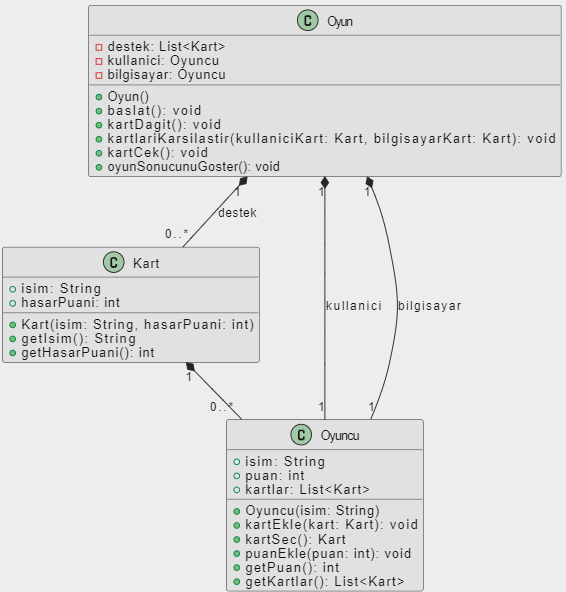 C Oyun
destek: List<Kart>
kullanici: Oyuncu
bilgisayar: Oyuncu
Oyun()
baslat(): void
kartDagit(): void
kartlariKarsilastir(kullaniciKart: Kart, bilgisayarKart: Kart): void
kartCek(): void
oyunSonucunuGoster(): void
1 1 1
destek
0..*
C Kart
isim: String
hasarPuani: int
Kart(isim: String, hasarPuani: int)
getIsim(): String
getHasarPuani(): int
kullanici bilgisayar
1
0..* 1 1
C Oyuncu
isim: String
puan: int
kartlar: List<Kart>
Oyuncu(isim: String)
kartEkle(kart: Kart): void
kartSec(): Kart
puanEkle(puan: int): void
getPuan(): int
getKartlar(): List<Kart>